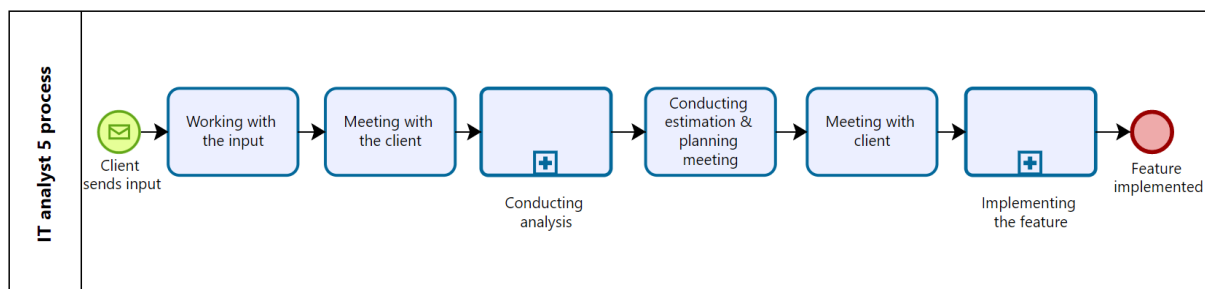 IT analyst 5 process
Client
sends input
Working with
the input
Meeting with
the client
Conducting
analysis
Conducting
estimation &
planning
meeting
Meeting with
client
Implementing
the feature
Feature
implemented